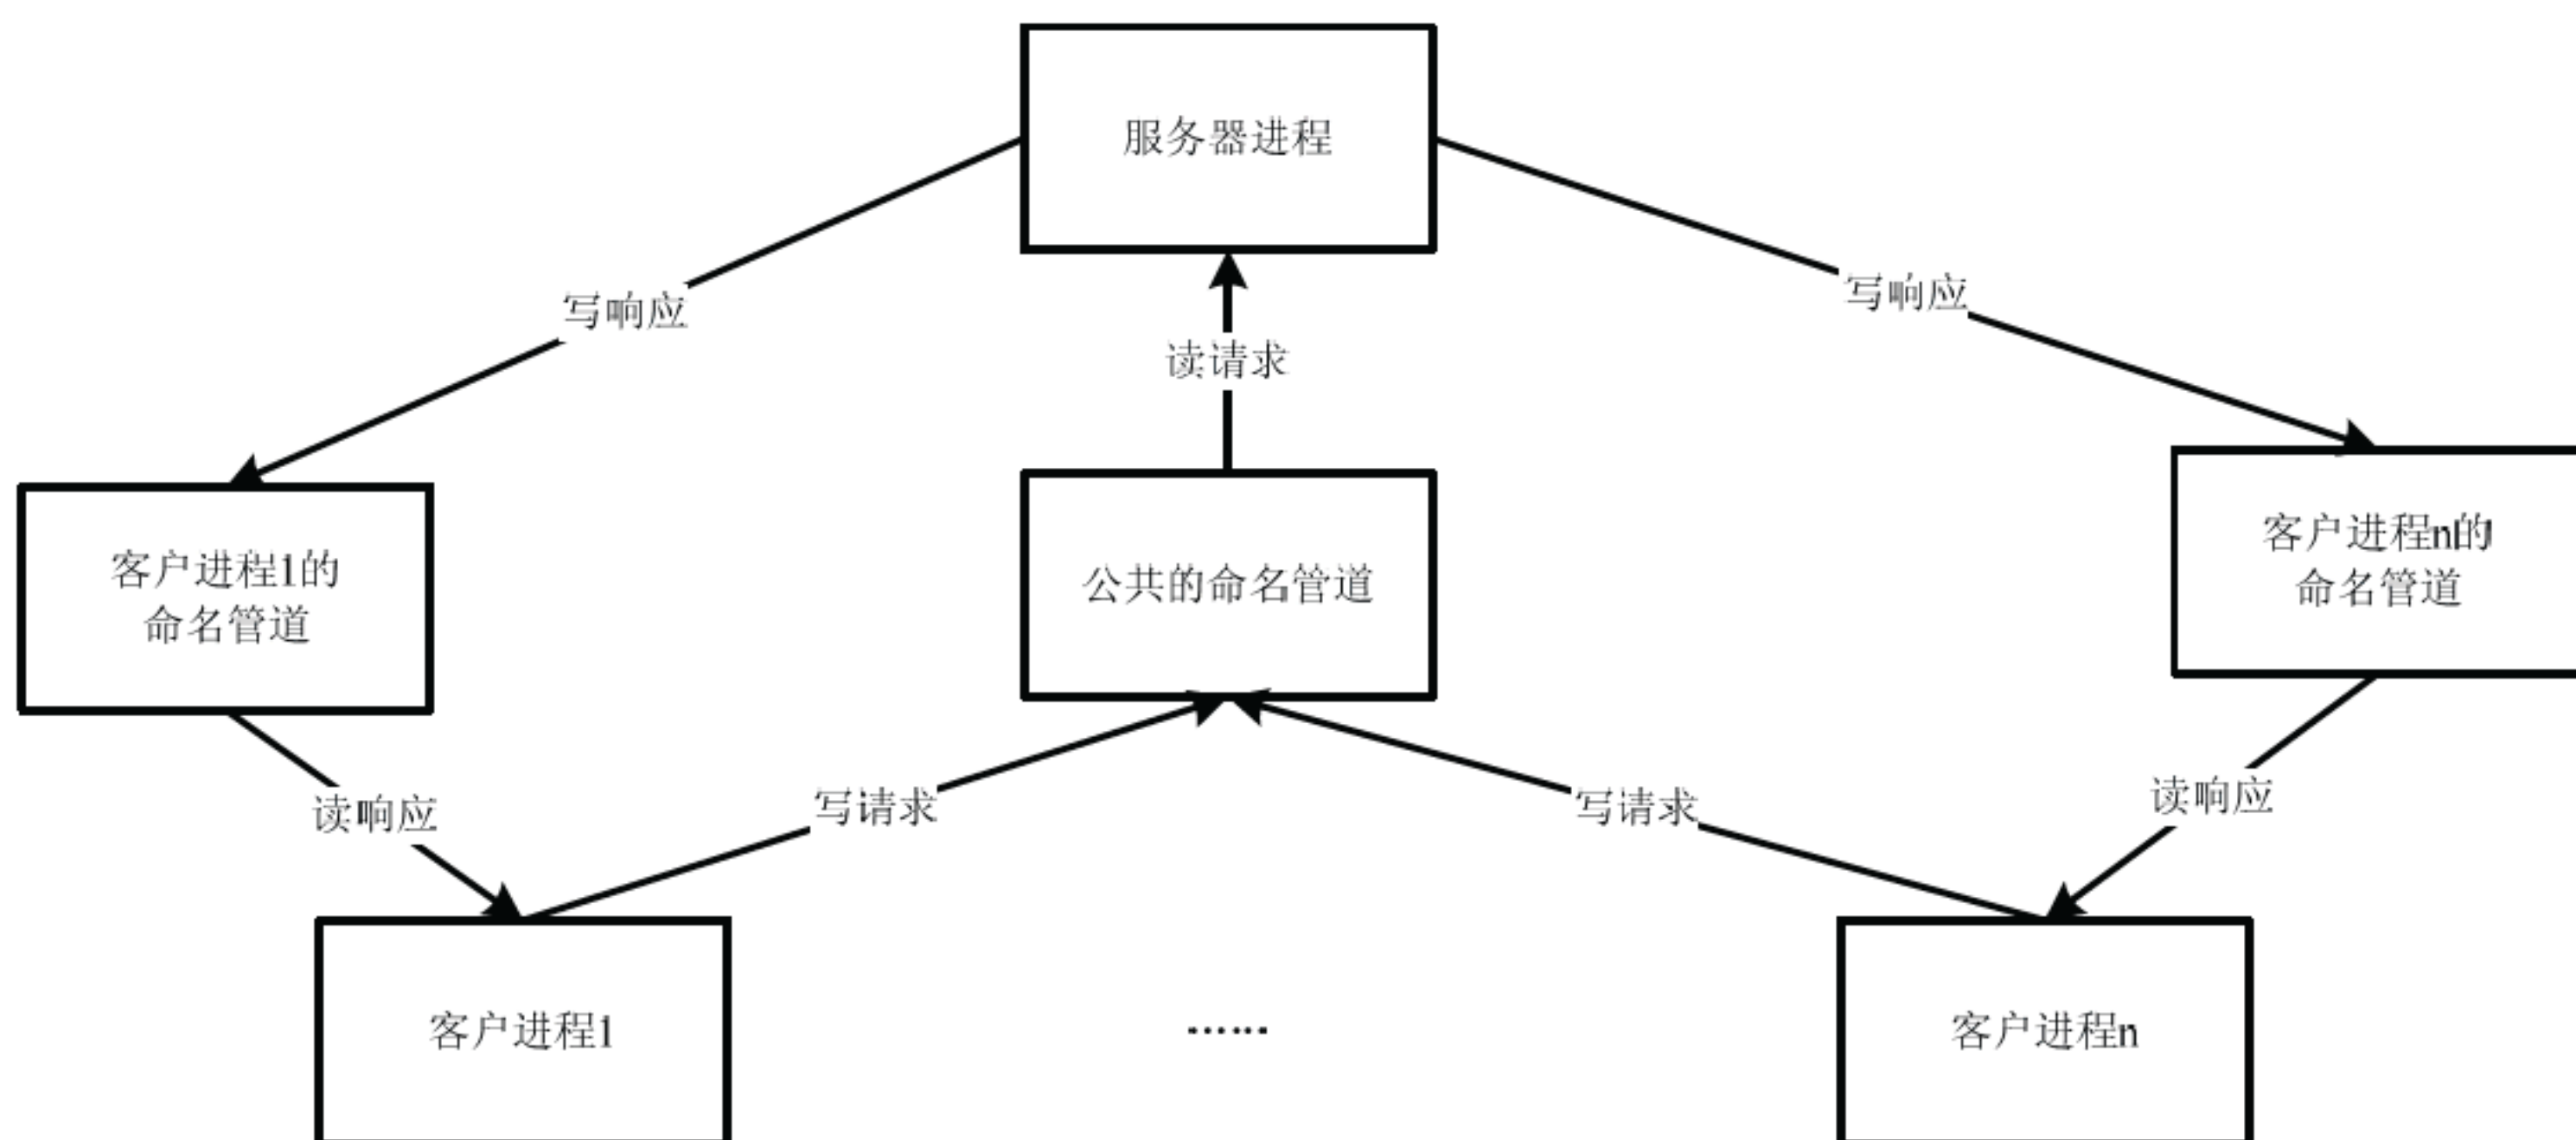 服务器进程
写响应
写响应
读请求
客户进程1的
命名管道
公共的命名管道
客户进程n的
命名管道
读响应
写请求
写请求
读响应
客户进程1
……
客户进程n